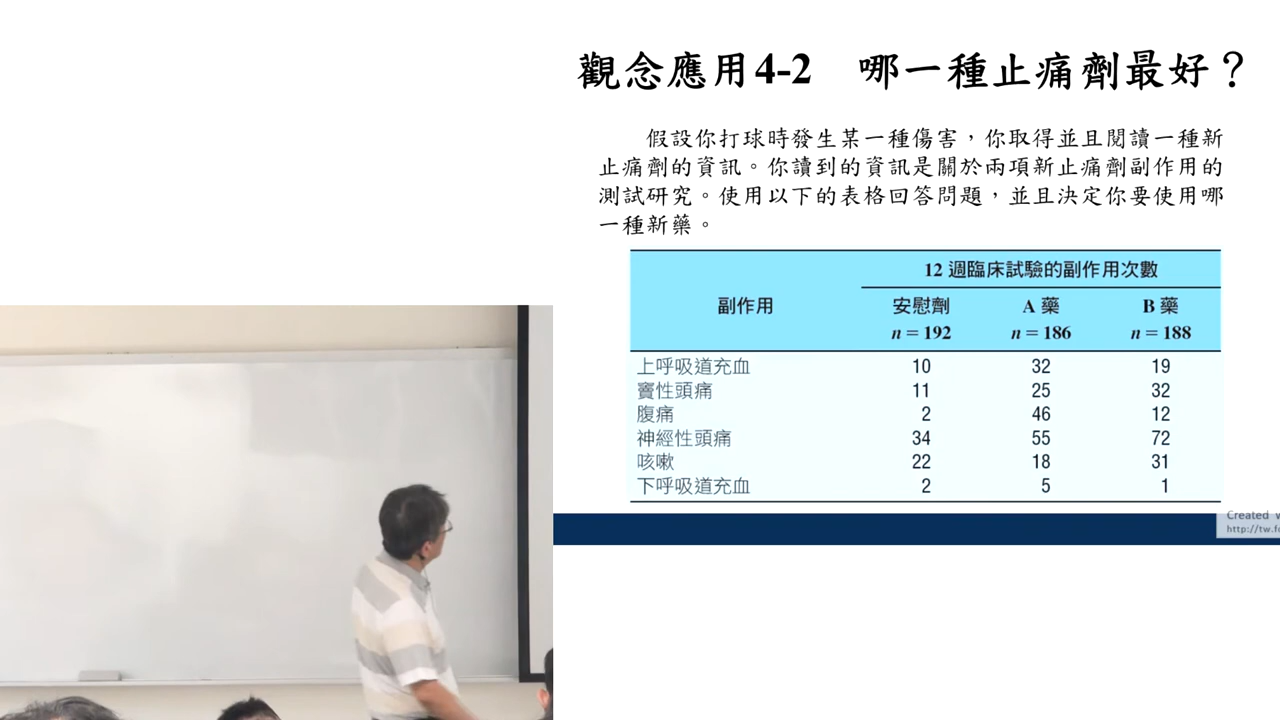 觀念應用4-2 哪一種止痛劑最好？
假設你打球時發生某一種傷害，你取得並且閱讀一種新
止痛劑的資訊。你讀到的資訊是關於兩項新止痛劑副作用的
測試研究。使用以下的表格回答問題，並且決定你要使用哪
一種新藥。
12 週臨床試驗的副作用次數
副作用 安慰劑 A 藥 B 藥
n = 192 n = 186 n = 188
上呼吸道充血 10 32 19
竇性頭痛 11 25 32
腹痛 2 46 12
神經性頭痛 34 55 72
咳嗽 22 18 31
下呼吸道充血 2 5 1
Created
http://tw.f